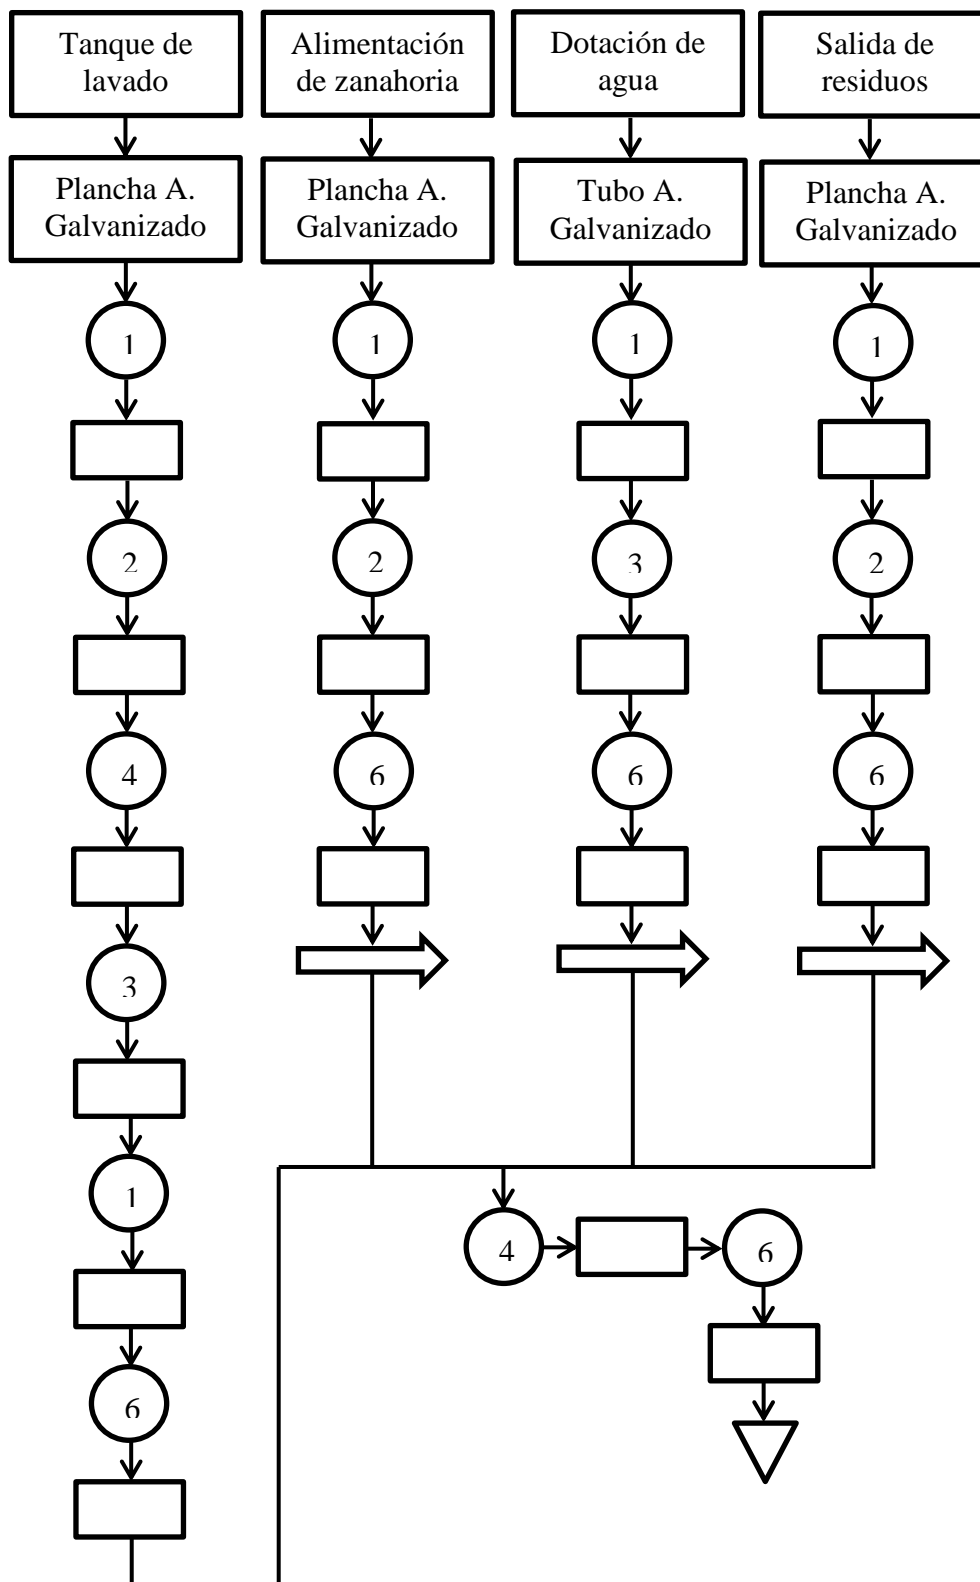 Tanque de
lavado
Alimentación
de zanahoria
Dotación de
agua
Salida de
residuos
Plancha A.
Galvanizado
Plancha A.
Galvanizado
Tubo A.
Galvanizado
Plancha A.
Galvanizado
1
1
1
1
2
2
3
2
4
6
6
6
3
1
4
6
6